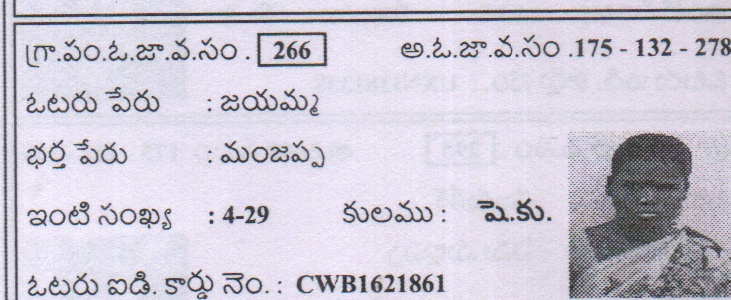 గ్రా.పం.ఓ.జా.వ.సం. 266 అ.ఓ.జా.వ.సం .175 - 132 - 278
ఓటరు పేరు : జయమ్మ
భర్త పేరు : మంజప్ప
ఇంటి సంఖ్య : 4-29 కులము : షె.కు.
ఓటరు ఐడి. కార్డు నెం. : CWB1621861